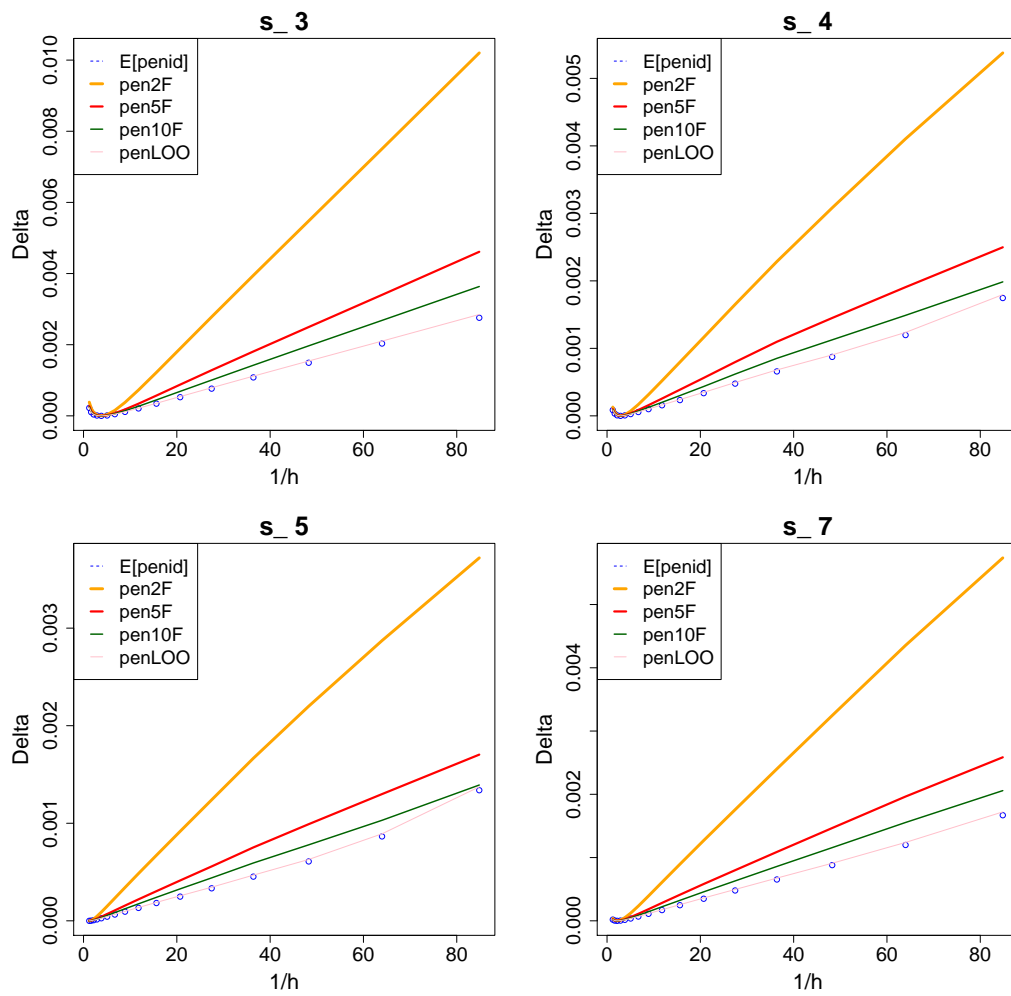 s_ 3
Delta
0.000
0.002
0.004
0.006
0.008
0.010
E[penid]
pen2F
pen5F
pen10F
penLOO
0
20
40
60
80
1/h
s_ 4
Delta
0.000
0.001
0.002
0.003
0.004
0.005
E[penid]
pen2F
pen5F
pen10F
penLOO
0
20
40
60
80
1/h
s_ 5
Delta
0.000
0.001
0.002
0.003
E[penid]
pen2F
pen5F
pen10F
penLOO
0
20
40
60
80
1/h
s_ 7
Delta
0.000
0.002
0.004
E[penid]
pen2F
pen5F
pen10F
penLOO
0
20
40
60
80
1/h